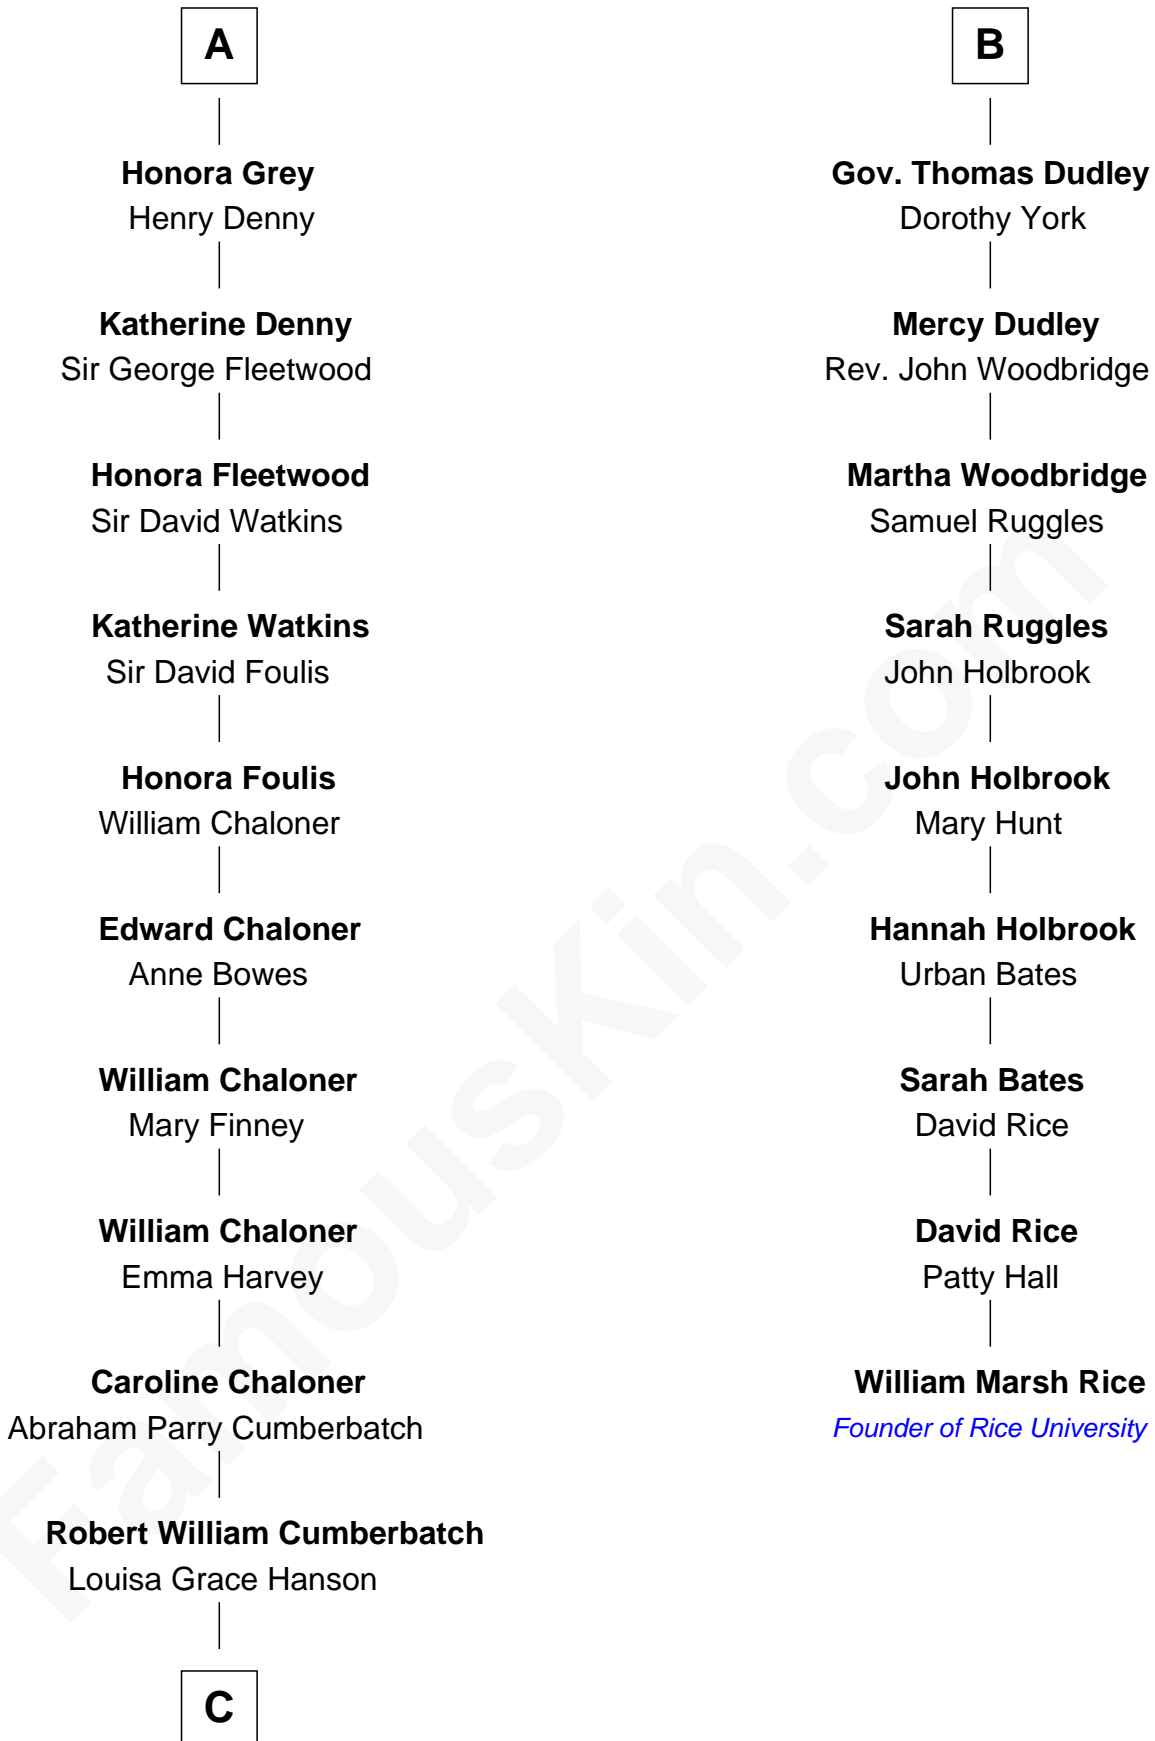 A
Honora Grey
Henry Denny
Katherine Denny
Sir George Fleetwood
Honora Fleetwood
Sir David Watkins
Katherine Watkins
Sir David Foulis
Honora Foulis
William Chaloner
Edward Chaloner
Anne Bowes
William Chaloner
Mary Finney
William Chaloner
Emma Harvey
Caroline Chaloner
Abraham Parry Cumberbatch
Robert William Cumberbatch
Louisa Grace Hanson
C
B
Gov. Thomas Dudley
Dorothy York
Mercy Dudley
Rev. John Woodbridge
Martha Woodbridge
Samuel Ruggles
Sarah Ruggles
John Holbrook
John Holbrook
Mary Hunt
Hannah Holbrook
Urban Bates
Sarah Bates
David Rice
David Rice
Patty Hall
William Marsh Rice
Founder of Rice University
FamousKin.com